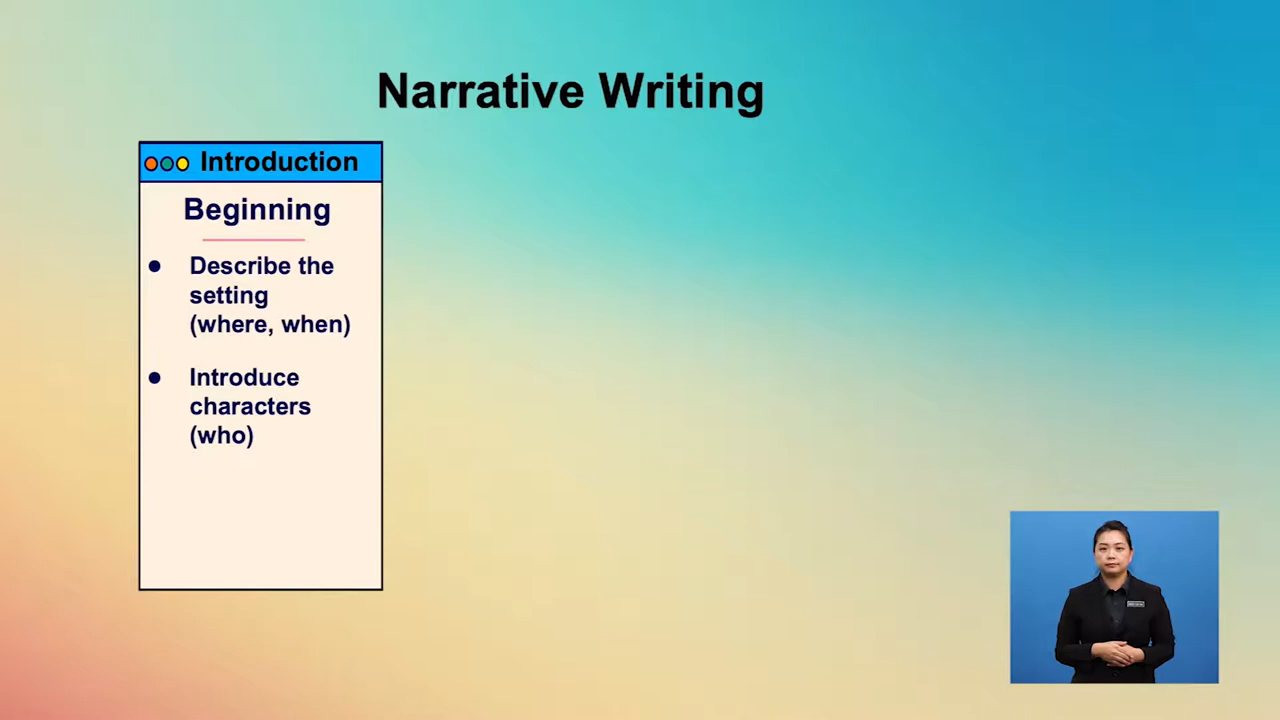 Narrative Writing
Introduction
Beginning
● Describe the
setting
(where, when)
● Introduce
characters
(who)